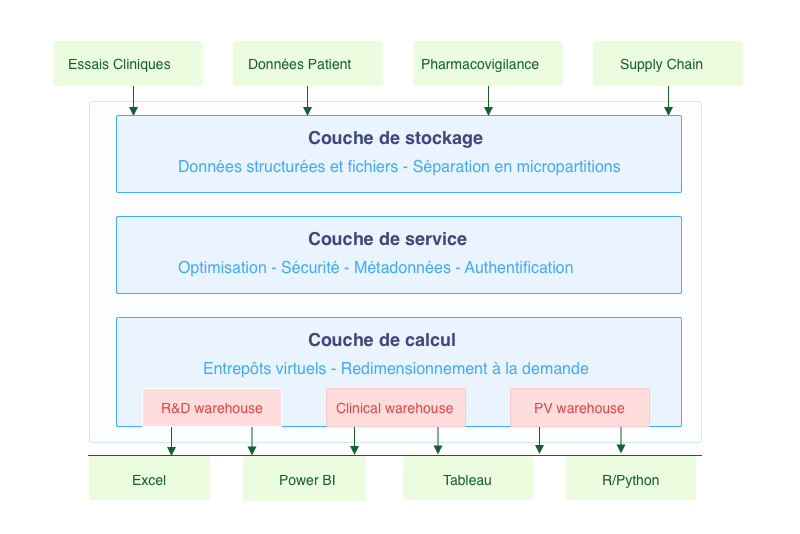 Essais Cliniques
Données Patient
Pharmacovigilance
Supply Chain
Couche de stockage
Données structurées et fichiers - Séparation en micropartitions
Couche de service
Optimisation - Sécurité - Métadonnées - Authentification
Couche de calcul
Entrepôts virtuels - Redimensionnement à la demande
R&D warehouse
Clinical warehouse
PV warehouse
Excel
Power BI
Tableau
R/Python